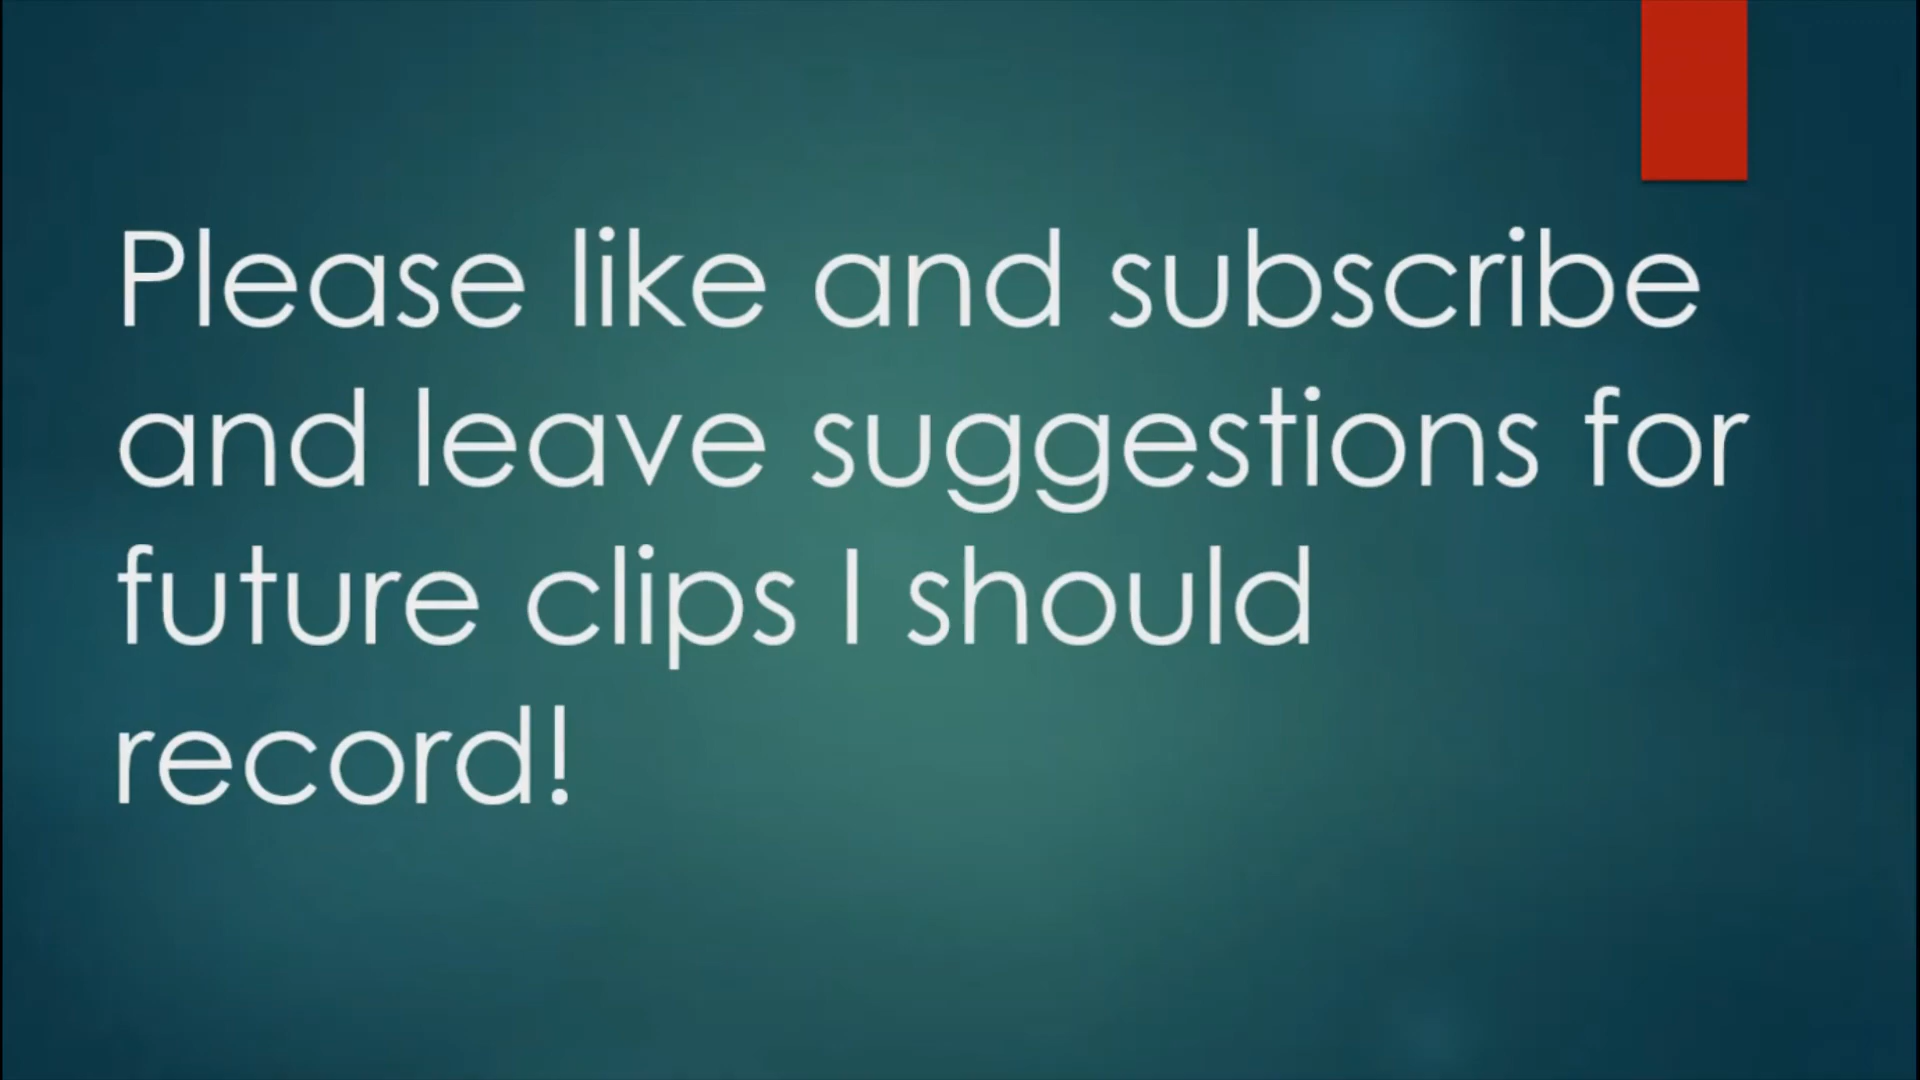 Please like and subscribe
and leave suggestions for
future clips I should
record!